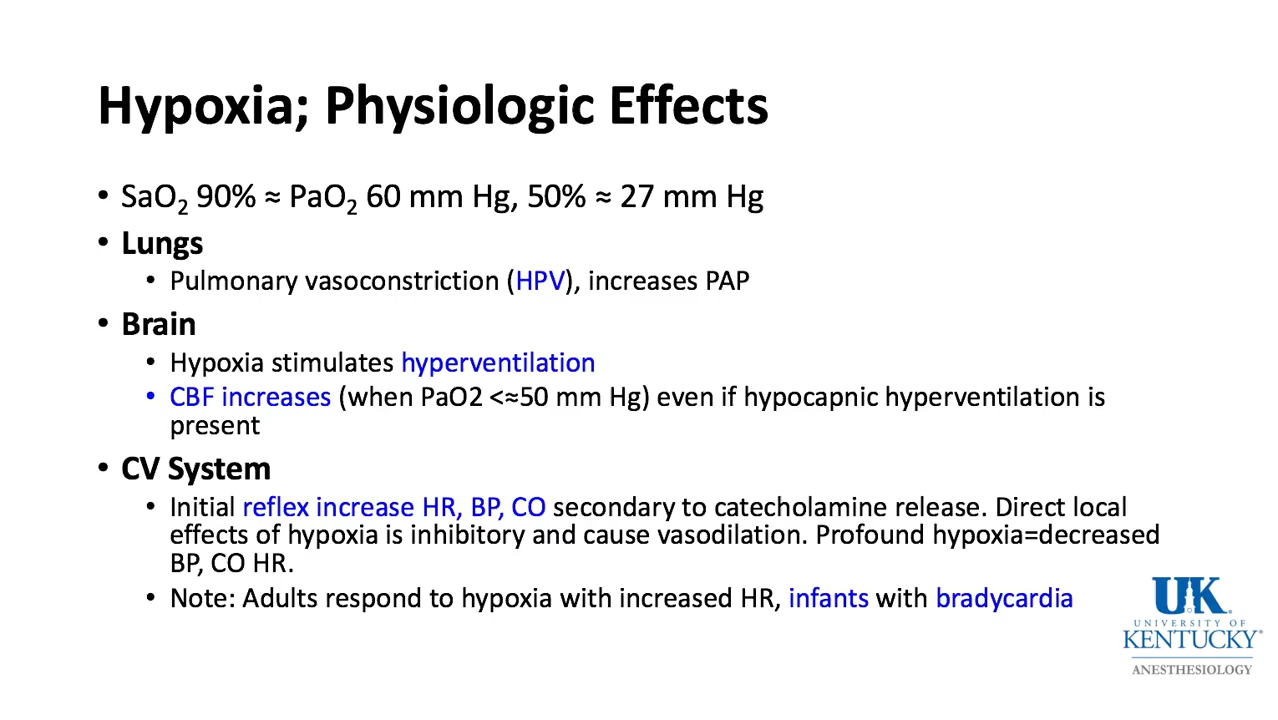 Hypoxia; Physiologic Effects
• SaO₂ 90% ≈ PaO₂ 60 mm Hg, 50% ≈ 27 mm Hg
• Lungs
• Pulmonary vasoconstriction (HPV), increases PAP
• Brain
• Hypoxia stimulates hyperventilation
• CBF increases (when PaO2 <≈50 mm Hg) even if hypocapnic hyperventilation is
present
• CV System
• Initial reflex increase HR, BP, CO secondary to catecholamine release. Direct local
effects of hypoxia is inhibitory and cause vasodilation. Profound hypoxia=decreased
BP, CO HR.
• Note: Adults respond to hypoxia with increased HR, infants with bradycardia
UK
UNIVERSITY OF
KENTUCKY®
ANESTHESIOLOGY